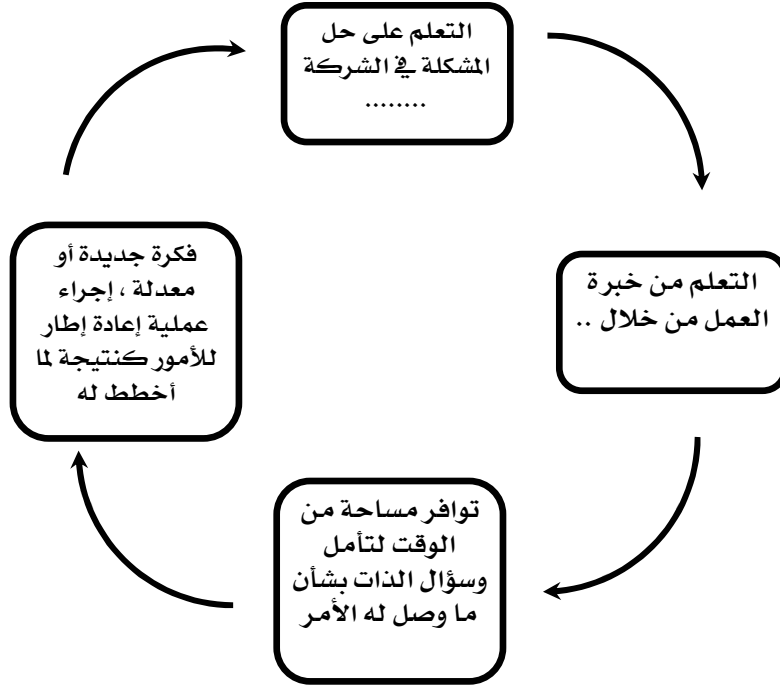 التعلم على حل
المشكلة في الشركة
........
التعلم من خبرة
العمل من خلال ..
توافر مساحة من
الوقت لتأمل
وسؤال الذات بشأن
ما وصل له الأمر
فكرة جديدة أو
معدلة ، إجراء
عملية إعادة إطار
للأمور كنتيجة لما
أخطط له